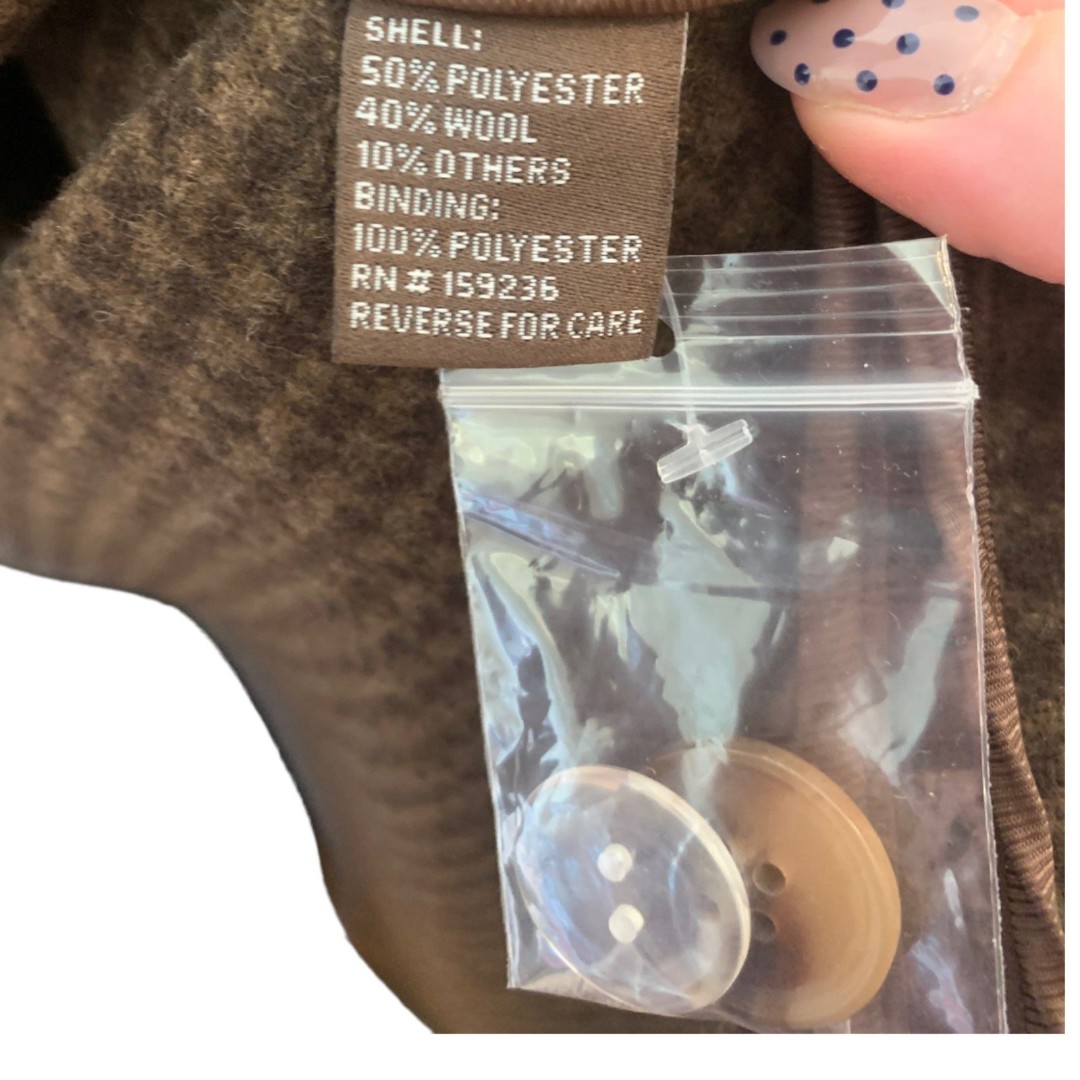 SHELL:
50% POLYESTER
40% WOOL
10% OTHERS
BINDING:
100% POLYESTER
RN # 159236
REVERSE FOR CARE